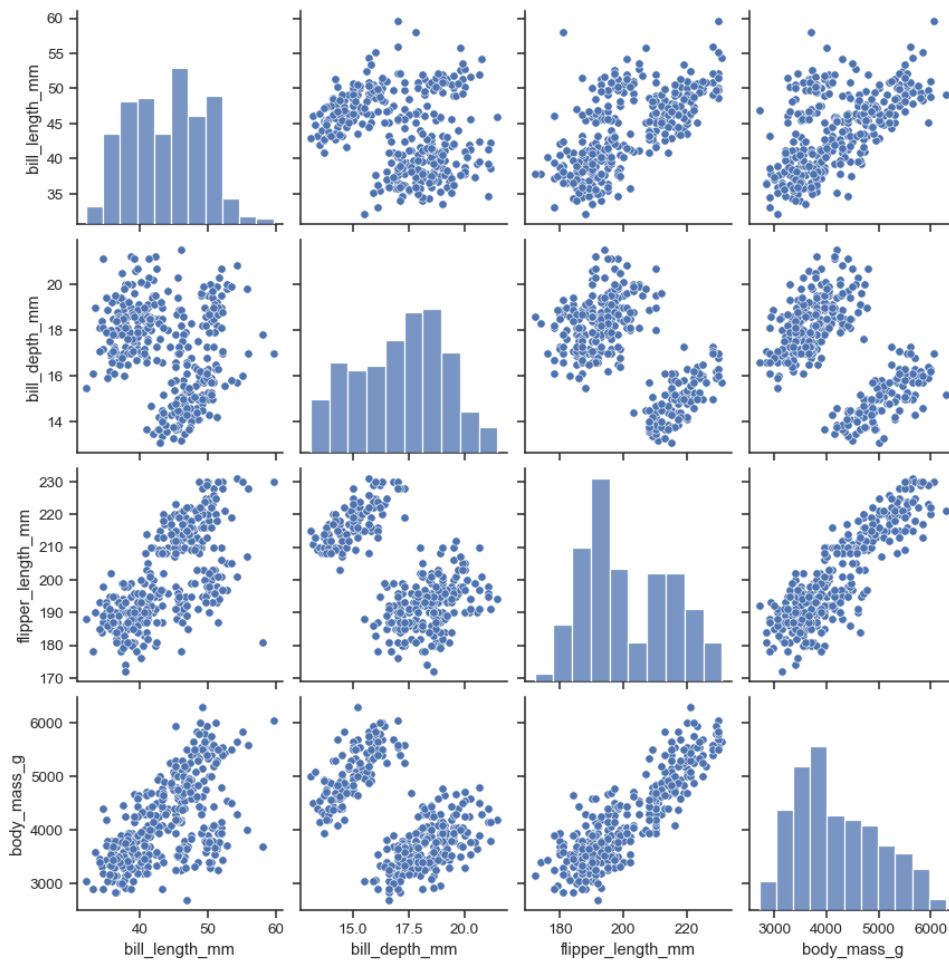 60
55
50
45
40
35
bill_length_mm
20
18
16
14
bill_depth_mm
230
220
210
200
190
180
170
flipper_length_mm
6000
5000
4000
3000
body_mass_g
40 50 60
15.0 17.5 20.0
180 200 220
3000 4000 5000 6000
bill_length_mm bill_depth_mm flipper_length_mm body_mass_g